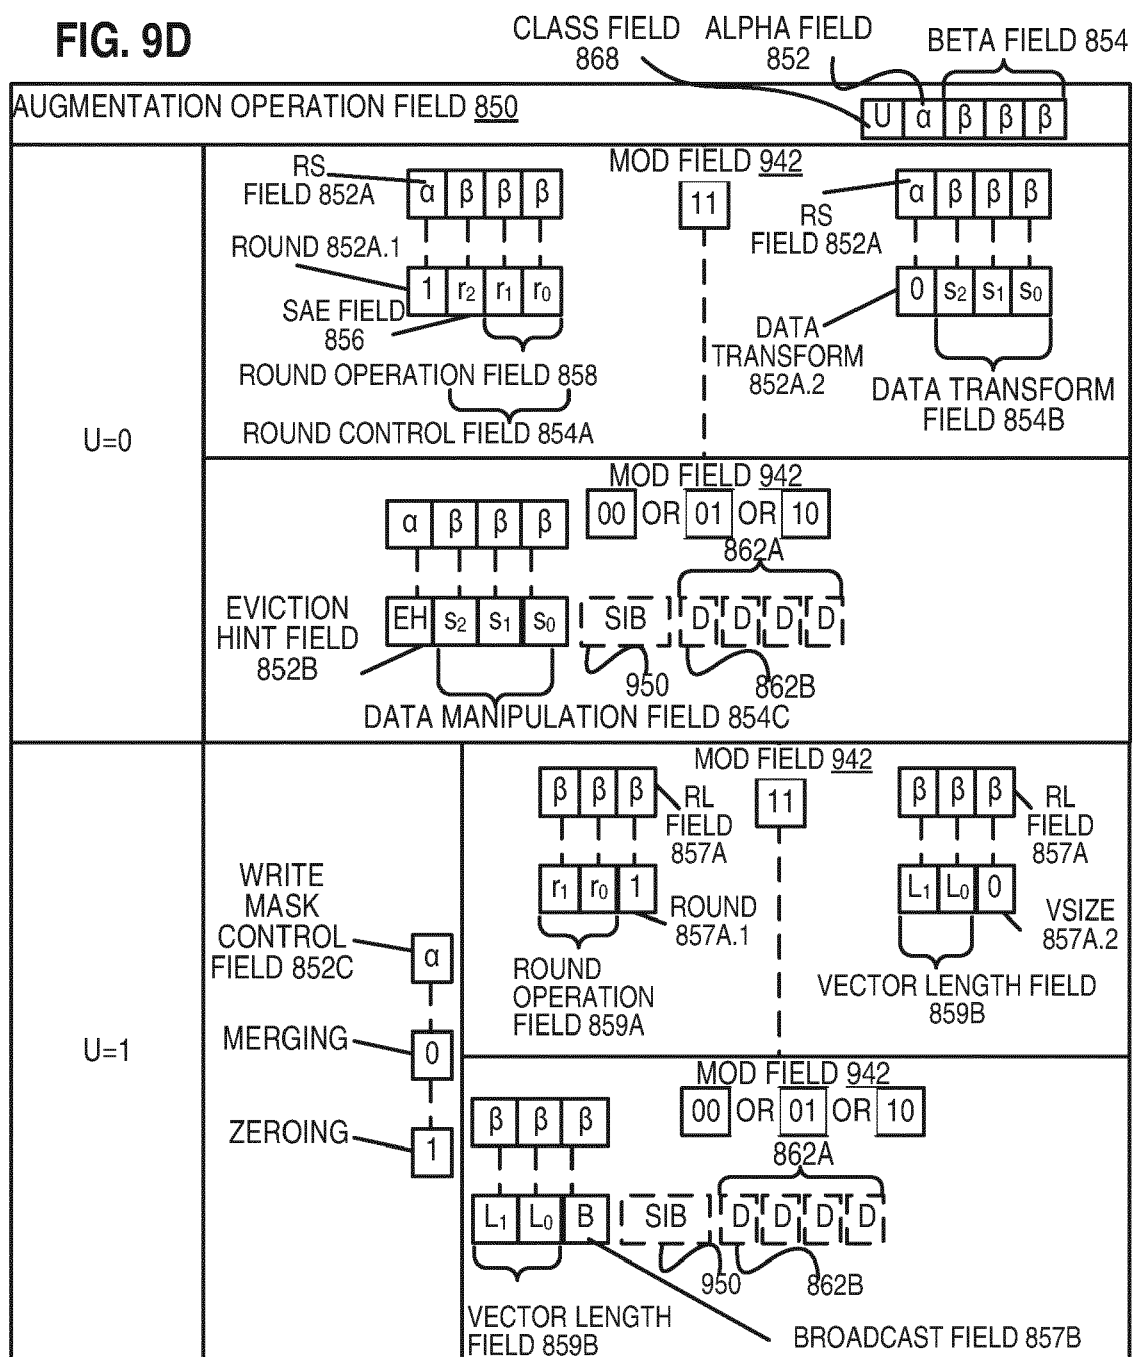 FIG. 9D
CLASS FIELD
868
ALPHA FIELD
852
BETA FIELD 854
AUGMENTATION OPERATION FIELD 850
U α β β β
U=0
RS
FIELD 852A
α β β β
MOD FIELD 942
11
α β β β
RS
FIELD 852A
ROUND 852A.1
1 r2 r1 r0
SAE FIELD
856
ROUND OPERATION FIELD 858
ROUND CONTROL FIELD 854A
0 s2 s1 s0
DATA
TRANSFORM
852A.2
DATA TRANSFORM
FIELD 854B
MOD FIELD 942
00 OR 01 OR 10
α β β β
862A
EVICTION
HINT FIELD
852B
EH s2 s1 s0
SIB
D D D D
950
862B
DATA MANIPULATION FIELD 854C
U=1
WRITE
MASK
CONTROL
FIELD 852C
α
MERGING
0
ZEROING
1
MOD FIELD 942
11
β β β
RL
FIELD
857A
β β β
RL
FIELD
857A
r1 r0 1
ROUND
857A.1
ROUND
OPERATION
FIELD 859A
L1 L0 0
VSIZE
857A.2
VECTOR LENGTH FIELD
859B
MOD FIELD 942
00 OR 01 OR 10
β β β
862A
L1 L0 B
SIB
D D D D
950
862B
VECTOR LENGTH
FIELD 859B
BROADCAST FIELD 857B